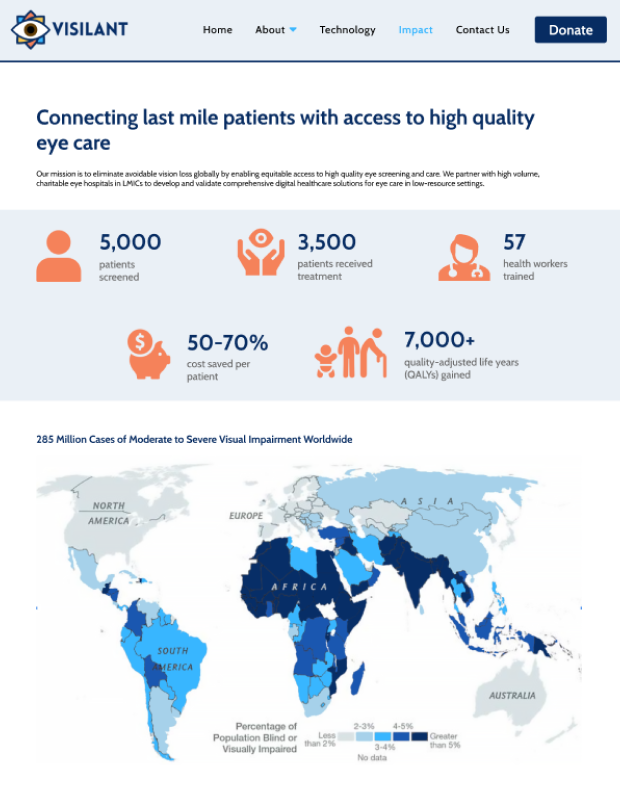 VISILANT
Home About Technology Impact Contact Us Donate
Connecting last mile patients with access to high quality
eye care
Our mission is to eliminate avoidable vision loss globally by enabling equitable access to high quality eye screening and care. We partner with high volume,
charitable eye hospitals in LMICs to develop and validate comprehensive digital healthcare solutions for eye care in low-resource settings.
5,000
patients
screened
3,500
patients received
treatment
57
health workers
trained
$
50-70%
cost saved per
patient
7,000+
quality-adjusted life years
(QALYs) gained
285 Million Cases of Moderate to Severe Visual Impairment Worldwide
NORTH
AMERICA
EUROPE
ASIA
AFRICA
SOUTH
AMERICA
AUSTRALIA
Percentage of
Population Blind or
Visually Impaired
Less
than 2%
2-3%
3-4%
4-5%
Greater
than 5%
No data